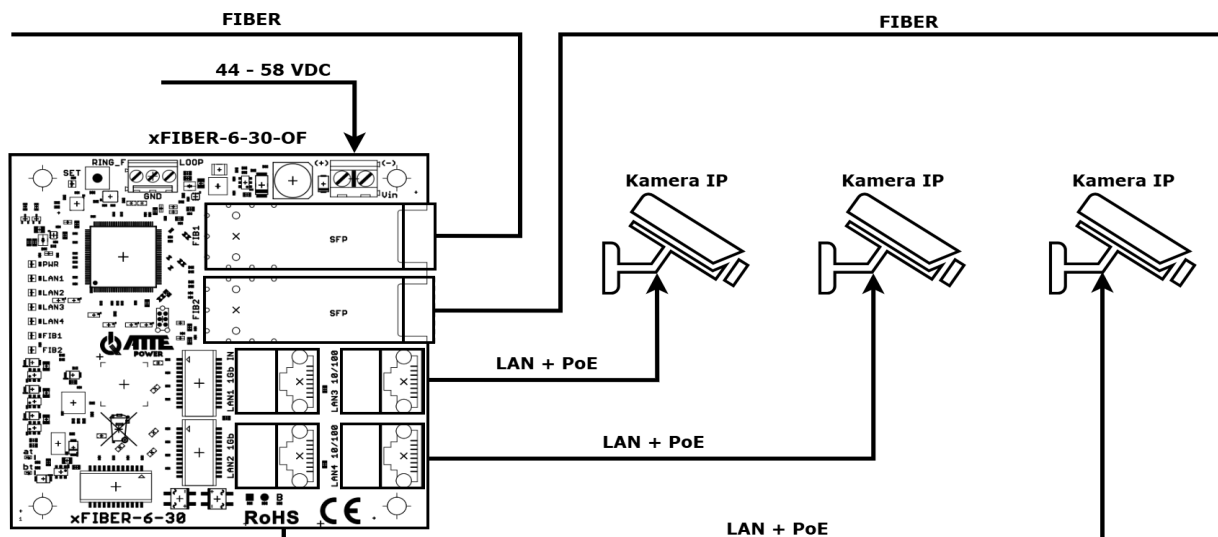 FIBER
FIBER
44 - 58 VDC
xFIBER-6-30-OF
RING_F
LOOP
(+)
(-)
SET
GND
Vin
Kamera IP
Kamera IP
Kamera IP
FIB1
SFP
PWR
LAN1
LAN2
LAN3
LAN4
FIB1
FIB2
FIB2
SFP
ATTE
POWER
LAN1 1Gb IN
LAN3 10/100
LAN + PoE
LAN2 1Gb
LAN4 10/100
LAN + PoE
at
bt
B
xFIBER-6-30
RoHS
CE
LAN + PoE